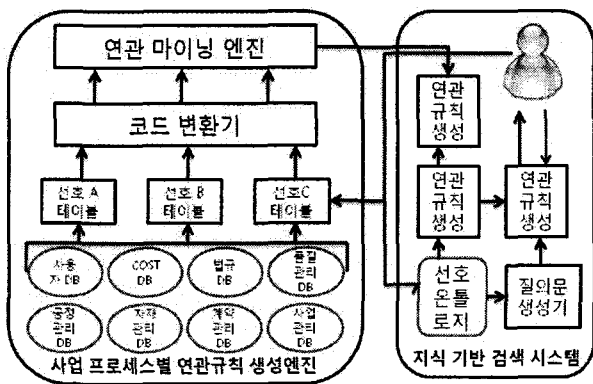 연관 마이닝 엔진
코드 변환기
선호 A
테이블
선호 B
테이블
선호C
테이블
사용
자 DB
COST
DB
법규
DB
품질
관리
DB
공정
관리
DB
자재
관리
DB
계약
관리
DB
사업
관리
DB
사업 프로세스별 연관규칙 생성엔진
연관
규칙
생성
연관
규칙
생성
연관
규칙
생성
선호
온톨
로지
질의문
생성기
지식 기반 검색 시스템